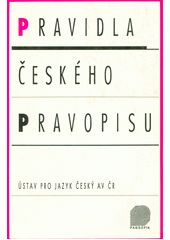 PRAVIDLA
ČESKÉHO
PRAVOPISU
ÚSTAV PRO JAZYK ČESKÝ AV ČR
PANSOFIA